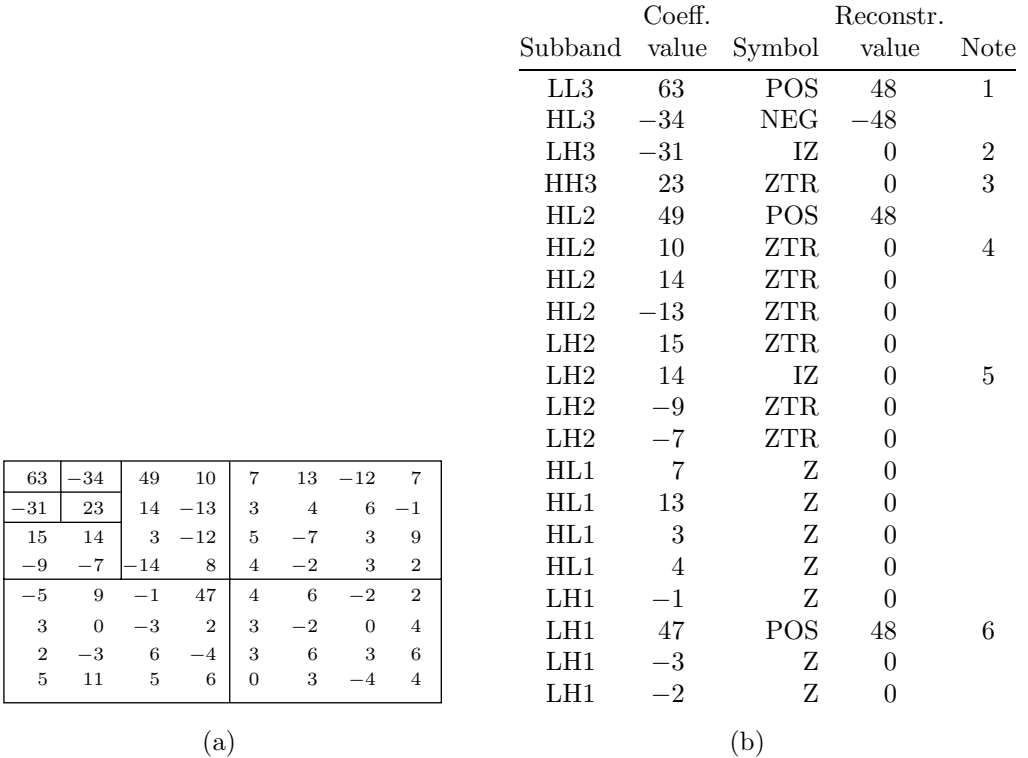 Coeff. Reconstr.
Subband value Symbol value Note
LL3 63 POS 48 1
HL3 −34 NEG −48
LH3 −31 IZ 0 2
HH3 23 ZTR 0 3
HL2 49 POS 48
HL2 10 ZTR 0 4
HL2 14 ZTR 0
HL2 −13 ZTR 0
LH2 15 ZTR 0
LH2 14 IZ 0 5
LH2 −9 ZTR 0
LH2 −7 ZTR 0
HL1 7 Z 0
HL1 13 Z 0
HL1 3 Z 0
HL1 4 Z 0
LH1 −1 Z 0
LH1 47 POS 48 6
LH1 −3 Z 0
LH1 −2 Z 0
63 −34 49 10 7 13 −12 7
−31 23 14 −13 3 4 6 −1
15 14 3 −12 5 −7 3 9
−9 −7 −14 8 4 −2 3 2
−5 9 −1 47 4 6 −2 2
3 0 −3 2 3 −2 0 4
2 −3 6 −4 3 6 3 6
5 11 5 6 0 3 −4 4
(a) (b)